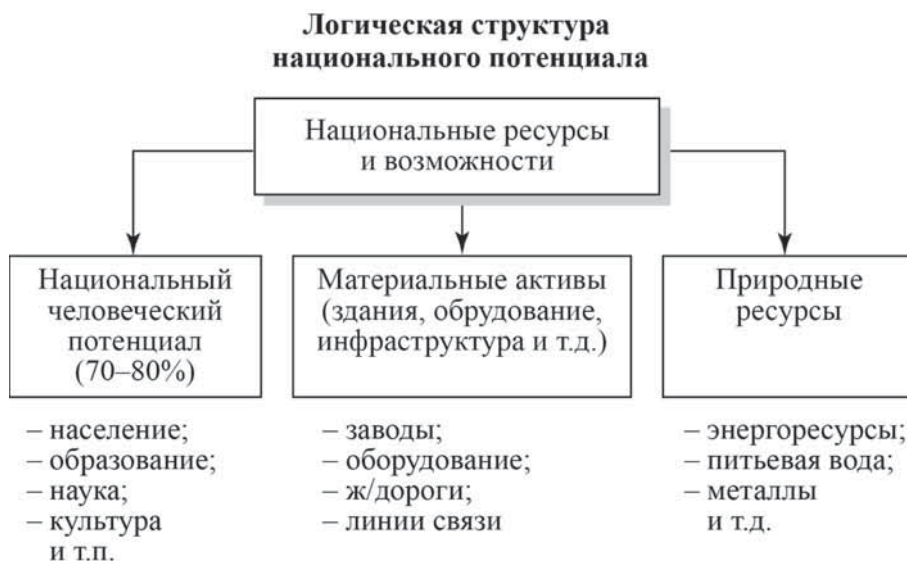 Логическая структура
национального потенциала
Национальные ресурсы
и возможности
Национальный
человеческий
потенциал
(70–80%)
Материальные активы
(здания, обрудование,
инфраструктура и т.д.)
Природные
ресурсы
– население;
– образование;
– наука;
– культура
и т.п.
– заводы;
– оборудование;
– ж/дороги;
– линии связи
– энергоресурсы;
– питьевая вода;
– металлы
и т.д.